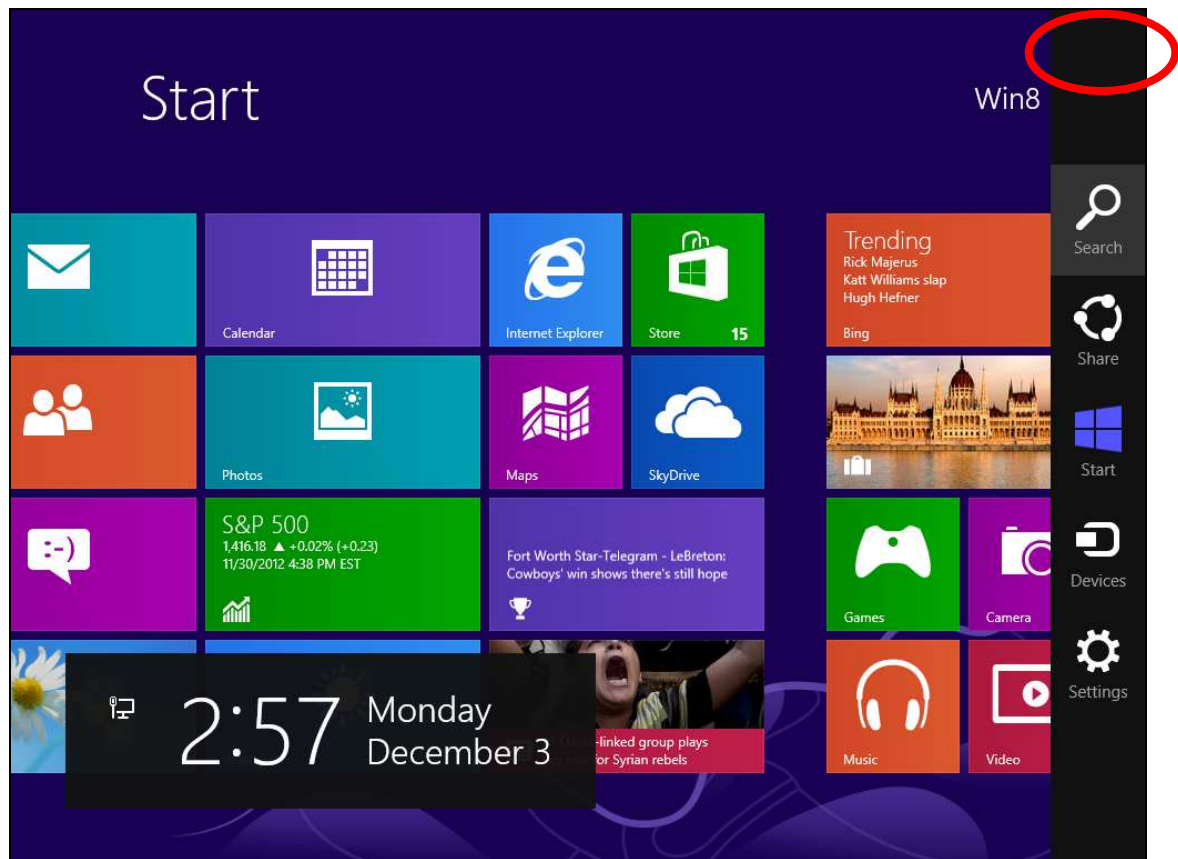 Start
Win8
Search
Share
Start
Devices
Settings
Calendar
Internet Explorer
Store 15
Trending
Rick Majerus
Katt Williams slap
Hugh Hefner
Bing
Photos
Maps
SkyDrive
S&P 500
1,416.18 ▲ +0.02% (+0.23)
11/30/2012 4:38 PM EST
Fort Worth Star-Telegram - LeBreton:
Cowboys' win shows there's still hope
Games
Camera
:-)
-linked group plays
for Syrian rebels
Music
Video
2:57
Monday
December 3